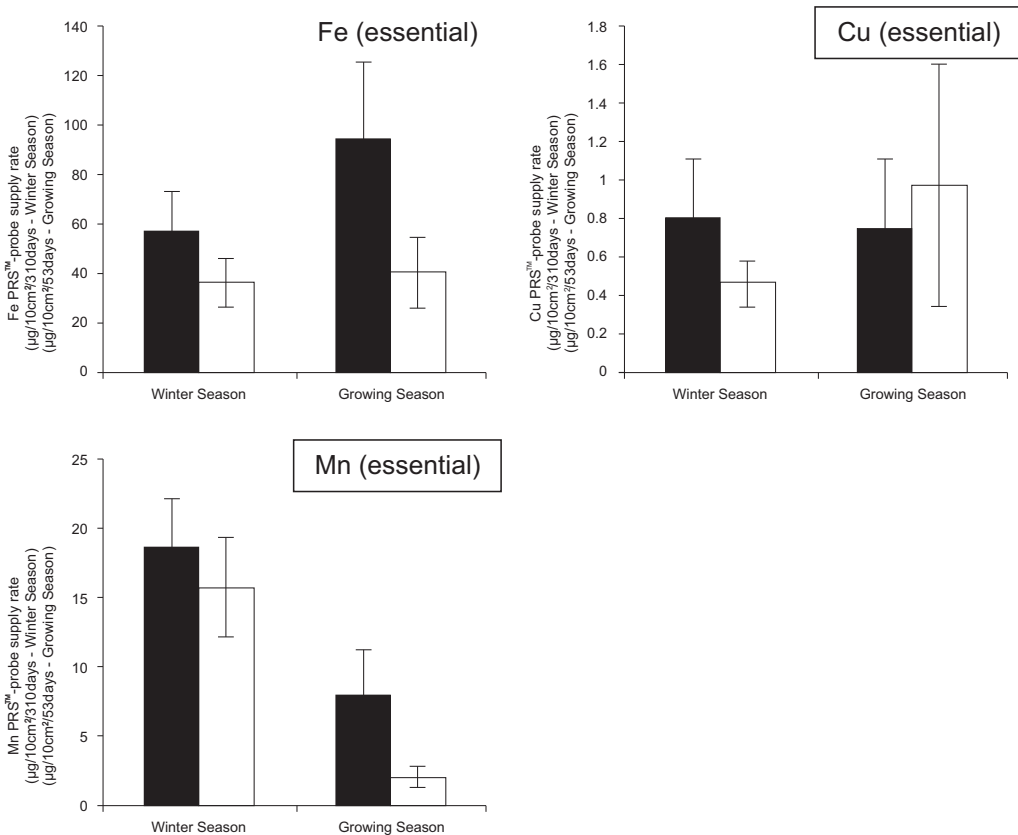 Fe (essential)
Fe PRS™-probe supply rate
(µg/10cm²/310days - Winter Season)
(µg/10cm²/53days - Growing Season)
140
120
100
80
60
40
20
0
Winter Season
Growing Season
Cu (essential)
Cu PRS™-probe supply rate
(µg/10cm²/310days - Winter Season)
(µg/10cm²/53days - Growing Season)
1.8
1.6
1.4
1.2
1
0.8
0.6
0.4
0.2
0
Winter Season
Growing Season
Mn (essential)
Mn PRS™-probe supply rate
(µg/10cm²/310days - Winter Season)
(µg/10cm²/53days - Growing Season)
25
20
15
10
5
0
Winter Season
Growing Season